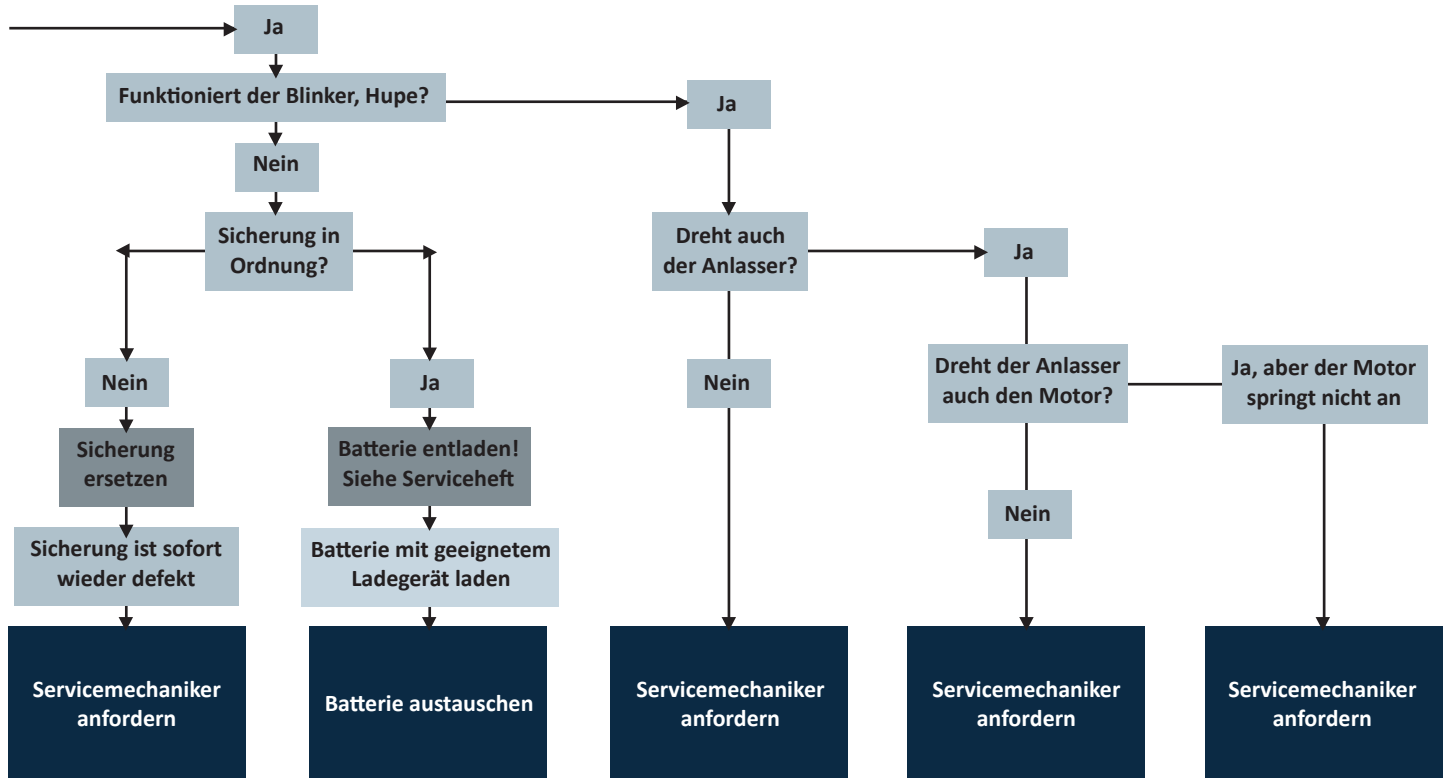 Ja
Funktioniert der Blinker, Hupe?
Ja
Nein
Sicherung in
Ordnung?
Dreht auch
der Anlasser?
Ja
Nein
Ja
Nein
Dreht der Anlasser
auch den Motor?
Ja, aber der Motor
springt nicht an
Sicherung
ersetzen
Batterie entladen!
Siehe Serviceheft
Nein
Sicherung ist sofort
wieder defekt
Batterie mit geeignetem
Ladegerät laden
Servicemechaniker
anfordern
Batterie austauschen
Servicemechaniker
anfordern
Servicemechaniker
anfordern
Servicemechaniker
anfordern